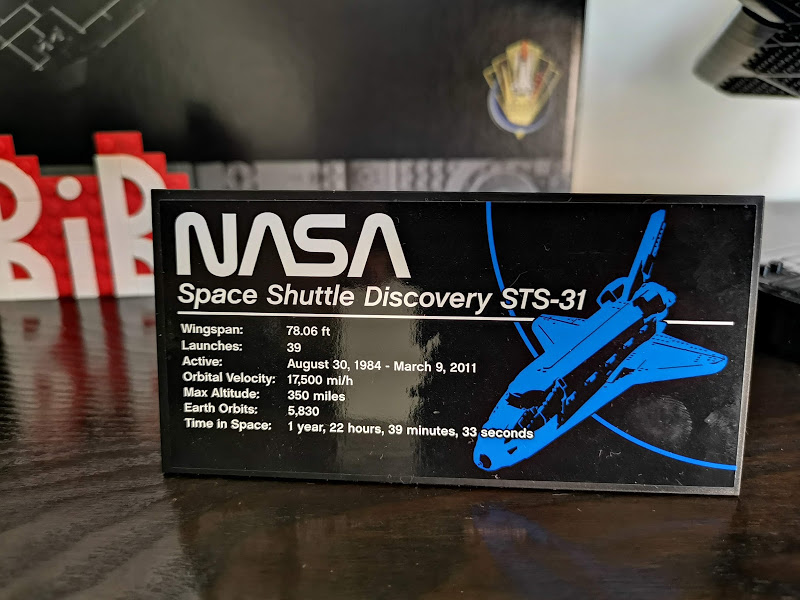 NASA
Space Shuttle Discovery STS-31
Wingspan: 78.06 ft
Launches: 39
Active: August 30, 1984 - March 9, 2011
Orbital Velocity: 17,500 mi/h
Max Altitude: 350 miles
Earth Orbits: 5,830
Time in Space: 1 year, 22 hours, 39 minutes, 33 seconds